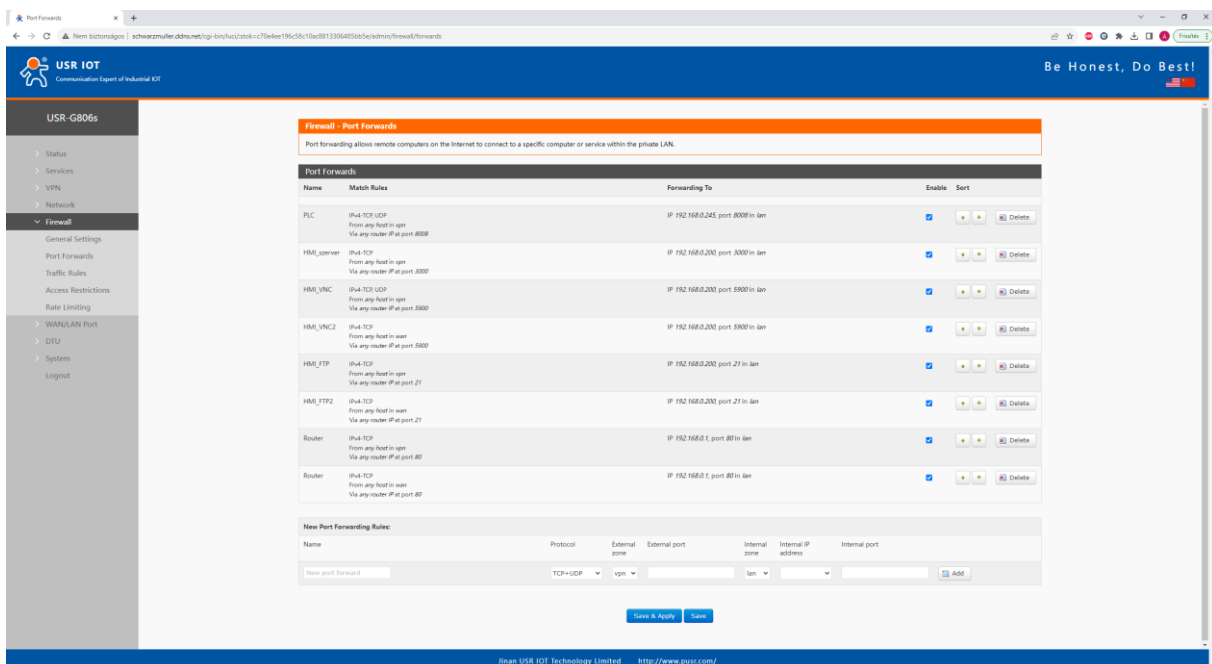 Port Forwards
Nem biztonságos | schwarzmuller.ddns.net/cgi-bin/luci/;stok=c70e4ee196c58c10ac8813306485bb5e/admin/firewall/forwards
Frissítés
USR IOT
Communication Expert of Industrial IOT
Be Honest, Do Best!
USR-G806s
Status
Services
VPN
Network
Firewall
General Settings
Port Forwards
Traffic Rules
Access Restrictions
Rate Limiting
WAN/LAN Port
DTU
System
Logout
Firewall - Port Forwards
Port forwarding allows remote computers on the Internet to connect to a specific computer or service within the private LAN.
Port Forwards
Name Match Rules Forwarding To Enable Sort
PLC IPv4-TCP, UDP IP 192.168.0.245, port 8008 in lan Delete
From any host in vpn
Via any router IP at port 8008
HMI_szerver IPv4-TCP IP 192.168.0.200, port 3000 in lan Delete
From any host in vpn
Via any router IP at port 3000
HMI_VNC IPv4-TCP, UDP IP 192.168.0.200, port 5900 in lan Delete
From any host in vpn
Via any router IP at port 5900
HMI_VNC2 IPv4-TCP IP 192.168.0.200, port 5900 in lan Delete
From any host in wan
Via any router IP at port 5900
HMI_FTP IPv4-TCP IP 192.168.0.200, port 21 in lan Delete
From any host in vpn
Via any router IP at port 21
HMI_FTP2 IPv4-TCP IP 192.168.0.200, port 21 in lan Delete
From any host in wan
Via any router IP at port 21
Router IPv4-TCP IP 192.168.0.1, port 80 in lan Delete
From any host in vpn
Via any router IP at port 80
Router IPv4-TCP IP 192.168.0.1, port 80 in lan Delete
From any host in wan
Via any router IP at port 80
New Port Forwarding Rules:
Name Protocol External zone External port Internal zone Internal IP address Internal port
New port forward TCP+UDP vpn lan Add
Save & Apply Save
Jinan USR IOT Technology Limited http://www.pusr.com/